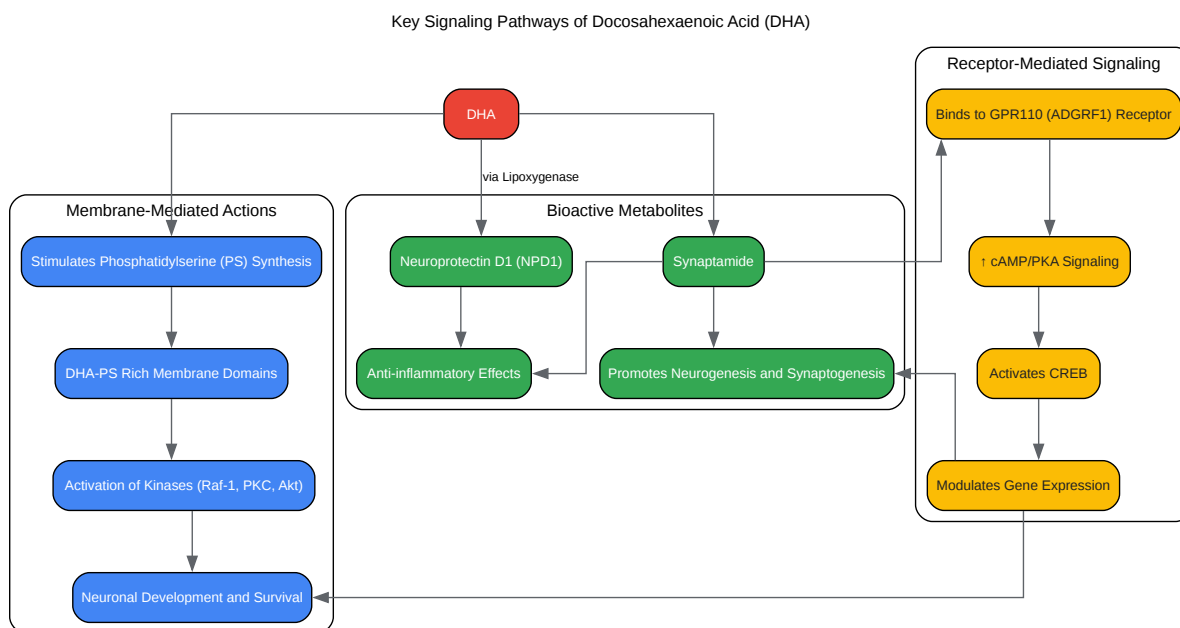 Key Signaling Pathways of Docosahexaenoic Acid (DHA)
Receptor-Mediated Signaling
DHA
Binds to GPR110 (ADGRF1) Receptor
via Lipoxygenase
Membrane-Mediated Actions
Bioactive Metabolites
Stimulates Phosphatidylserine (PS) Synthesis
Neuroprotectin D1 (NPD1)
Synaptamide
↑ cAMP/PKA Signaling
DHA-PS Rich Membrane Domains
Anti-inflammatory Effects
Promotes Neurogenesis and Synaptogenesis
Activates CREB
Activation of Kinases (Raf-1, PKC, Akt)
Modulates Gene Expression
Neuronal Development and Survival